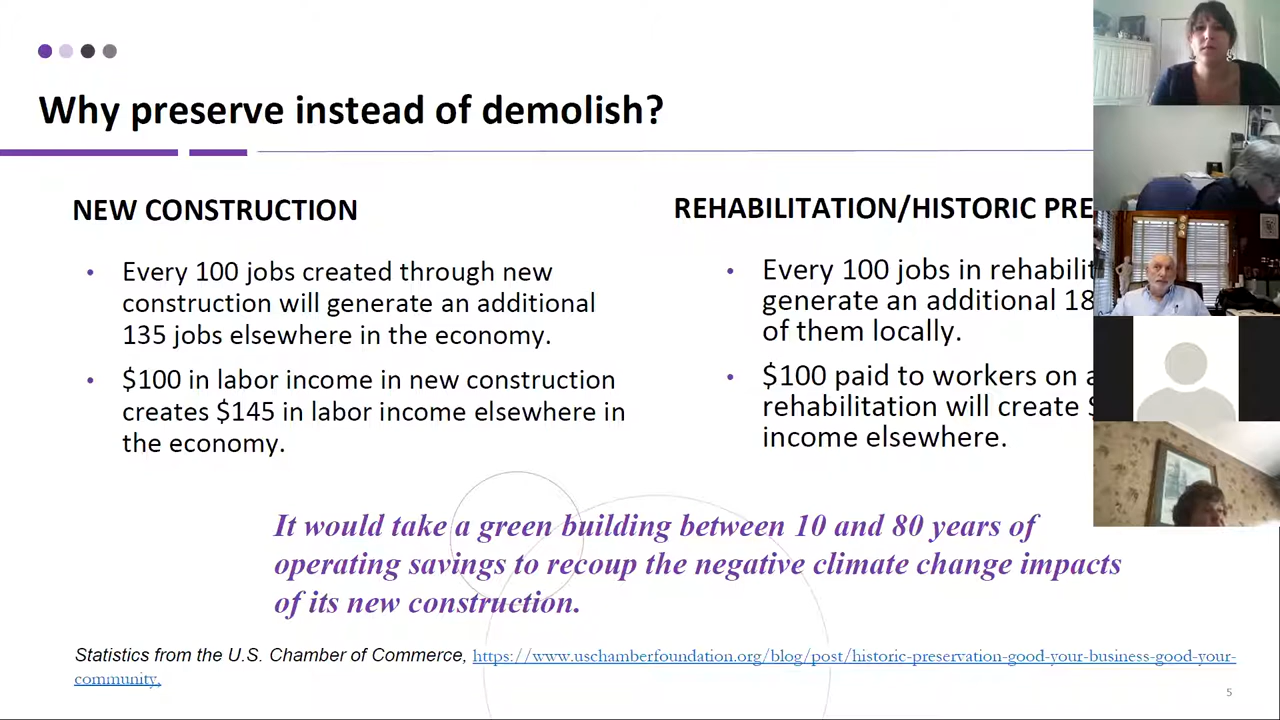 Why preserve instead of demolish?
NEW CONSTRUCTION
• Every 100 jobs created through new
construction will generate an additional
135 jobs elsewhere in the economy.
• $100 in labor income in new construction
creates $145 in labor income elsewhere in
the economy.
REHABILITATION/HISTORIC PRE
• Every 100 jobs in rehabilit
generate an additional 18
of them locally.
• $100 paid to workers on a
rehabilitation will create $
income elsewhere.
It would take a green building between 10 and 80 years of
operating savings to recoup the negative climate change impacts
of its new construction.
Statistics from the U.S. Chamber of Commerce, https://www.uschamberfoundation.org/blog/post/historic-preservation-good-your-business-good-your-
community,
5